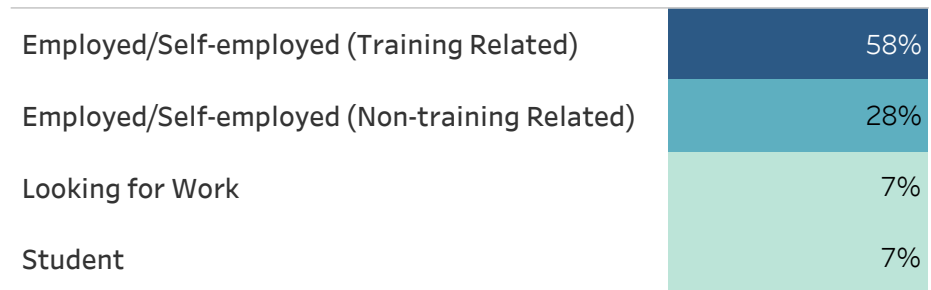 Employed/Self-employed (Training Related) 58%
Employed/Self-employed (Non-training Related) 28%
Looking for Work 7%
Student 7%